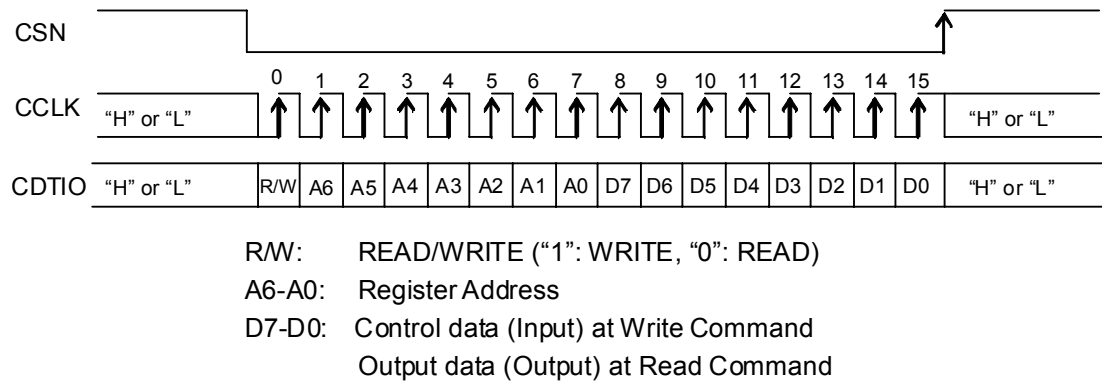 CSN
0 1 2 3 4 5 6 7 8 9 10 11 12 13 14 15
CCLK “H” or “L” “H” or “L”
CDTIO “H” or “L” R/W A6 A5 A4 A3 A2 A1 A0 D7 D6 D5 D4 D3 D2 D1 D0 “H” or “L”
R/W: READ/WRITE (“1”: WRITE, “0”: READ)
A6-A0: Register Address
D7-D0: Control data (Input) at Write Command
Output data (Output) at Read Command